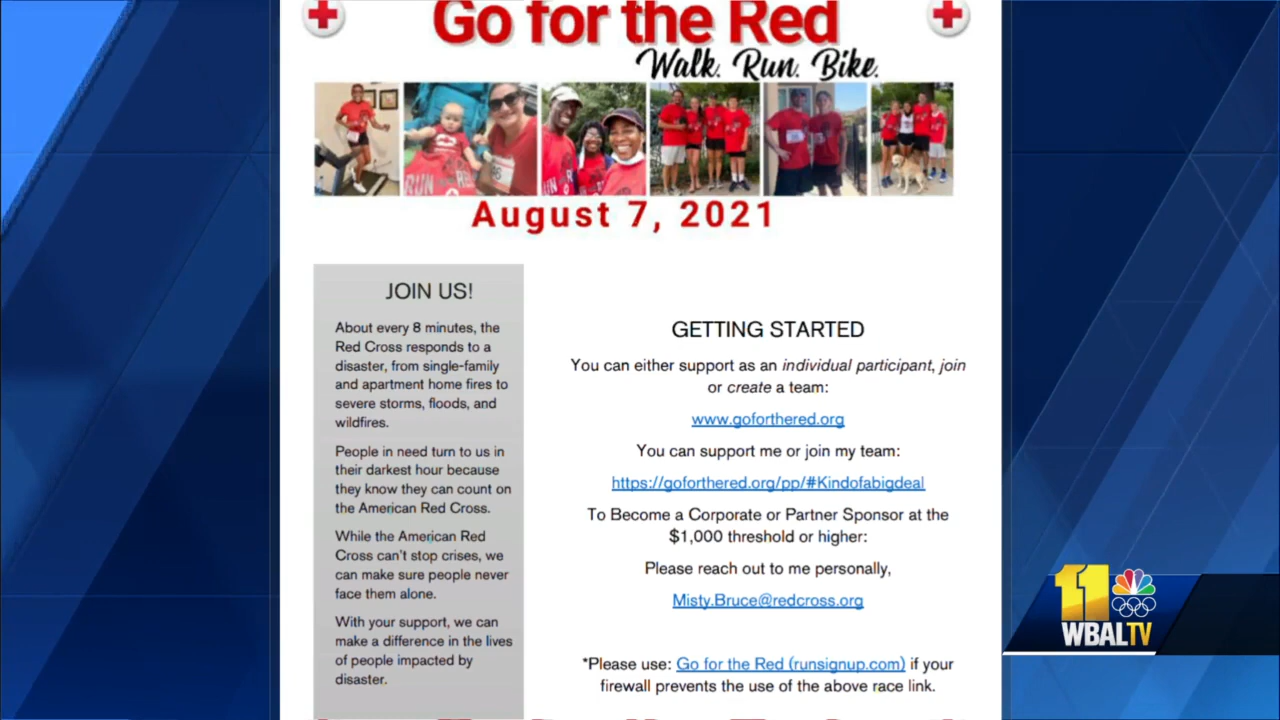 Go for the Red
Walk. Run. Bike.
August 7, 2021
JOIN US!
About every 8 minutes, the
Red Cross responds to a
disaster, from single-family
and apartment home fires to
severe storms, floods, and
wildfires.
People in need turn to us in
their darkest hour because
they know they can count on
the American Red Cross.
While the American Red
Cross can't stop crises, we
can make sure people never
face them alone.
With your support, we can
make a difference in the lives
of people impacted by
disaster.
GETTING STARTED
You can either support as an individual participant, join
or create a team:
www.goforthered.org
You can support me or join my team:
https://goforthered.org/pp/#Kindofabigdeal
To Become a Corporate or Partner Sponsor at the
$1,000 threshold or higher:
Please reach out to me personally,
Misty.Bruce@redcross.org
*Please use: Go for the Red (runsignup.com) if your
firewall prevents the use of the above race link.
11
WBALTV